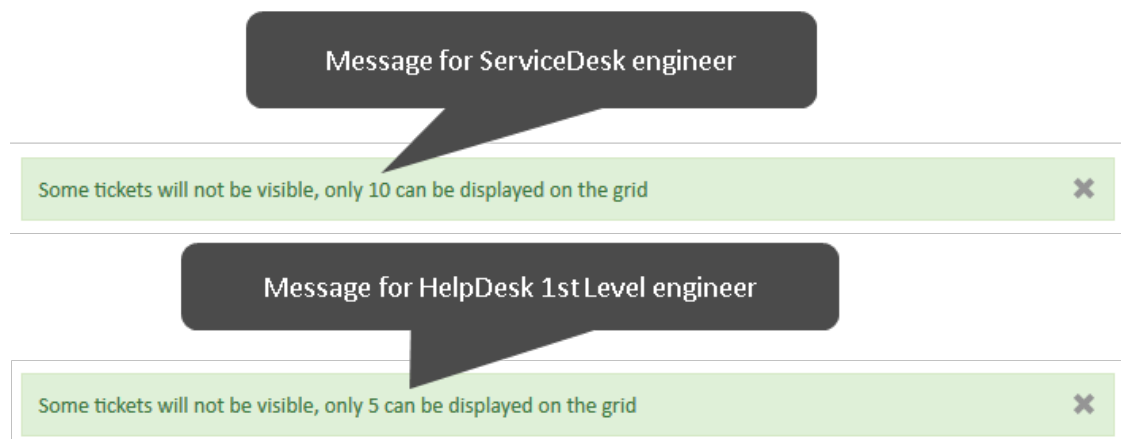 Message for ServiceDesk engineer
Some tickets will not be visible, only 10 can be displayed on the grid
Message for HelpDesk 1st Level engineer
Some tickets will not be visible, only 5 can be displayed on the grid